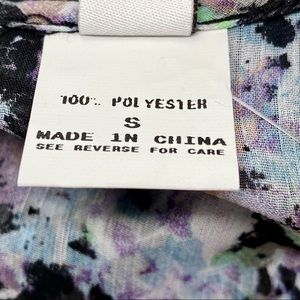 100% POLYESTER
S
MADE IN CHINA
SEE REVERSE FOR CARE